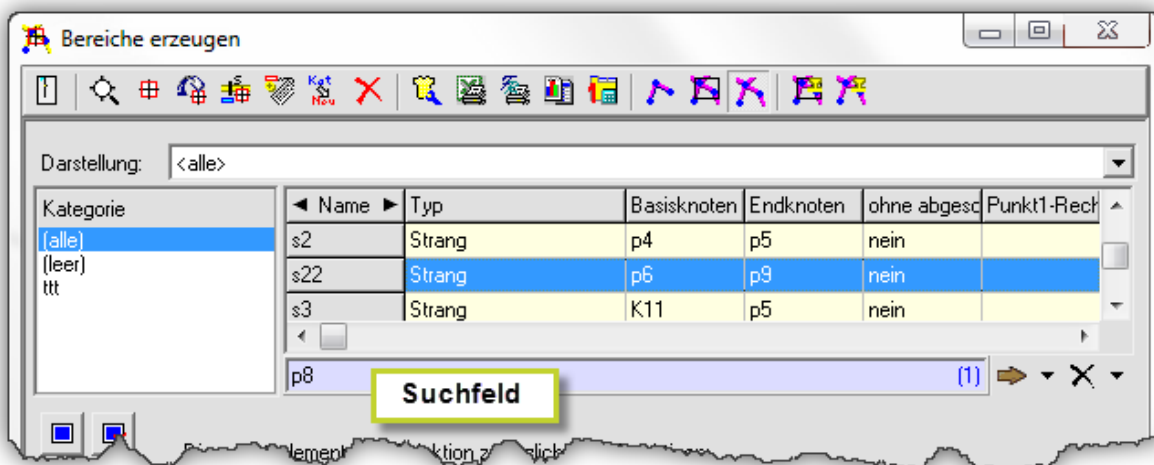 Bereiche erzeugen
Kat
Neu
Darstellung: <alle>
Kategorie
(alle)
(leer)
ttt
◄ Name ► Typ Basisknoten Endknoten ohne abgesc Punkt1-Rech
s2 Strang p4 p5 nein
s22 Strang p6 p9 nein
s3 Strang K11 p5 nein
p8 (1)
Suchfeld